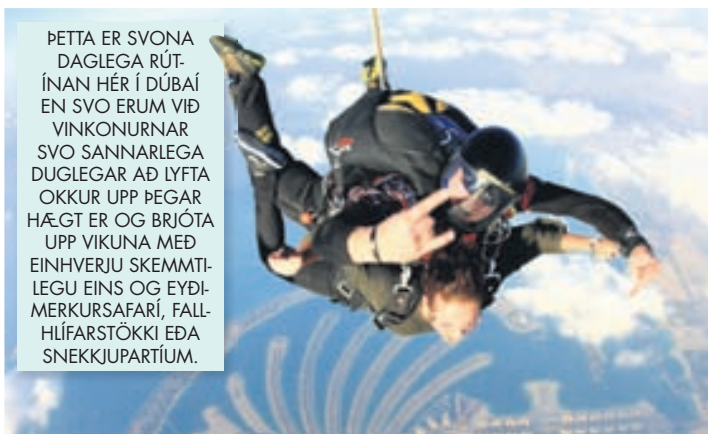 ÞETTA ER SVONA
DAGLEGA RÚT-
ÍNAN HÉR Í DÚBAÍ
EN SVO ERUM VIÐ
VINKONURNAR
SVO SANNARLEGA
DUGLEGAR AÐ LYFTA
OKKUR UPP ÞEGAR
HÆGT ER OG BRJÓTA
UPP VIKUNA MEÐ
EINHVERJU SKEMMTI-
LEGU EINS OG EYÐI-
MERKURSAFARÍ, FALL-
HLÍFARSTÖKKI EÐA
SNEKKJUPARTÍUM.